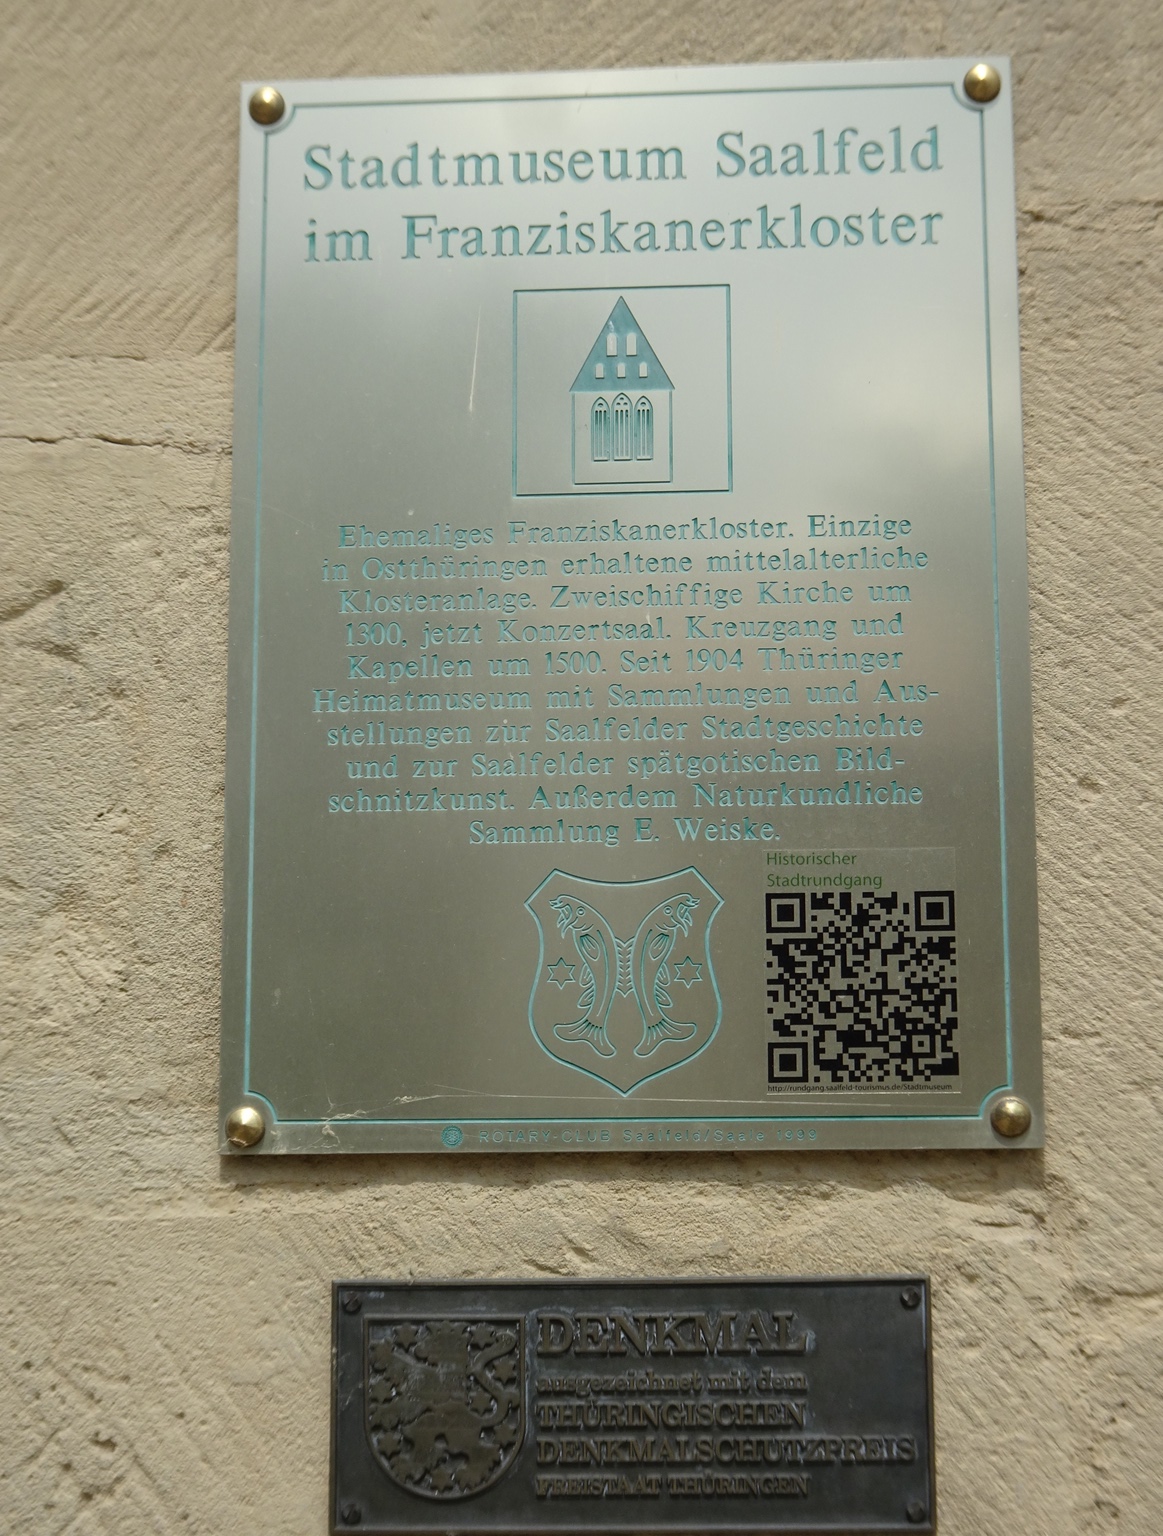 Stadtmuseum Saalfeld
im Franziskanerkloster
Ehemaliges Franziskanerkloster. Einzige
in Ostthüringen erhaltene mittelalterliche
Klosteranlage. Zweischiffige Kirche um
1300, jetzt Konzertsaal. Kreuzgang und
Kapellen um 1500. Seit 1904 Thüringer
Heimatmuseum mit Sammlungen und Aus-
stellungen zur Saalfelder Stadtgeschichte
und zur Saalfelder spätgotischen Bild-
schnitzkunst. Außerdem Naturkundliche
Sammlung E. Weiske.
Historischer
Stadtrundgang
http://rundgang.saalfeld-tourismus.de/Stadtmuseum
ROTARY-CLUB Saalfeld/Saale 1999
DENKMAL
ausgezeichnet mit dem
THÜRINGISCHEN
DENKMALSCHUTZPREIS
FREISTAAT THÜRINGEN